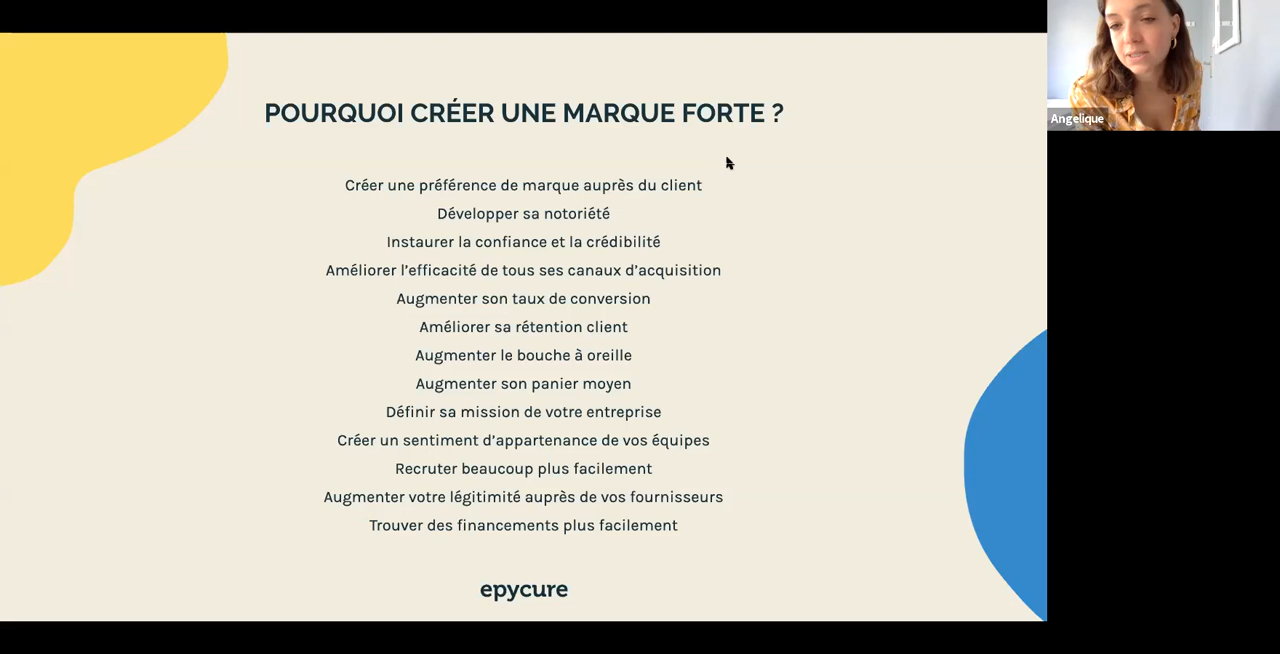 POURQUOI CRÉER UNE MARQUE FORTE ?
Angelique
Créer une préférence de marque auprès du client
Développer sa notoriété
Instaurer la confiance et la crédibilité
Améliorer l’efficacité de tous ses canaux d’acquisition
Augmenter son taux de conversion
Améliorer sa rétention client
Augmenter le bouche à oreille
Augmenter son panier moyen
Définir sa mission de votre entreprise
Créer un sentiment d’appartenance de vos équipes
Recruter beaucoup plus facilement
Augmenter votre légitimité auprès de vos fournisseurs
Trouver des financements plus facilement
epycure